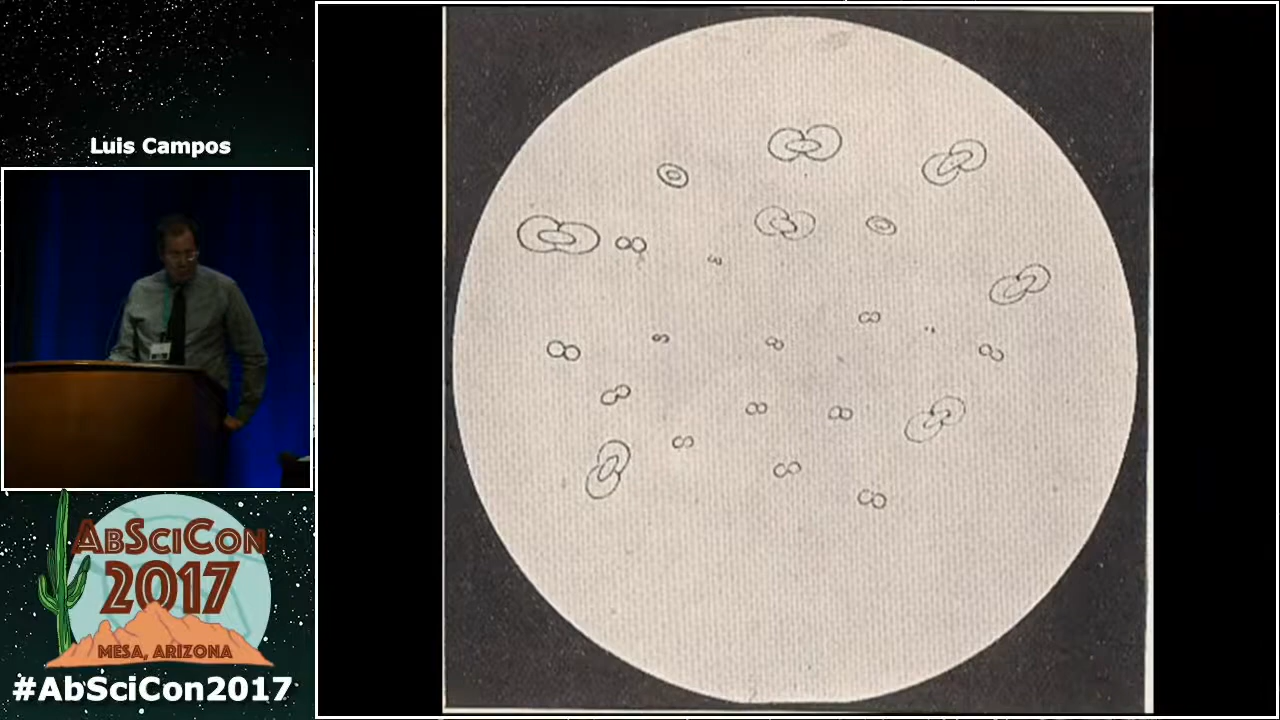 Luis Campos
ABSCICON
2017
MESA, ARIZONA
#AbSciCon2017